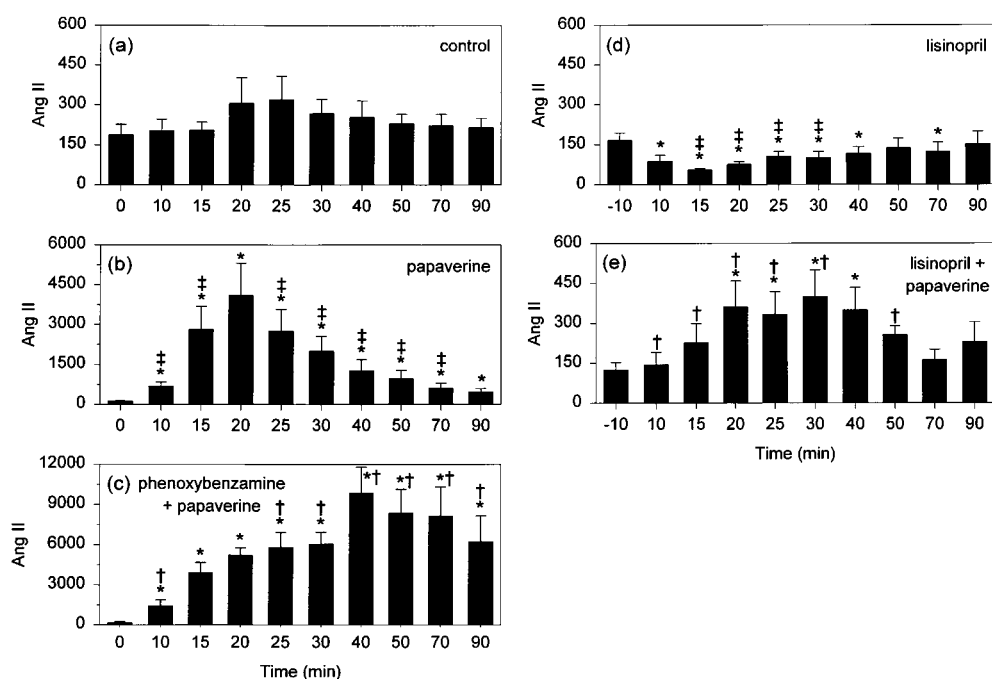 (a) control
Ang II
600
450
300
150
0
0 10 15 20 25 30 40 50 70 90
(b) papaverine
Ang II
6000
4500
3000
1500
0
‡ ‡ * ‡ ‡ ‡ ‡ ‡ *
* * * * * * *
0 10 15 20 25 30 40 50 70 90
(c) phenoxybenzamine
+ papaverine
Ang II
12000
9000
6000
3000
0
† * * † † *† *† *† †
* * * *
0 10 15 20 25 30 40 50 70 90
Time (min)
(d) lisinopril
Ang II
600
450
300
150
0
* ‡ ‡ ‡ ‡ * *
* * * *
-10 10 15 20 25 30 40 50 70 90
(e) lisinopril +
papaverine
Ang II
600
450
300
150
0
† † † † *† * †
* *
-10 10 15 20 25 30 40 50 70 90
Time (min)